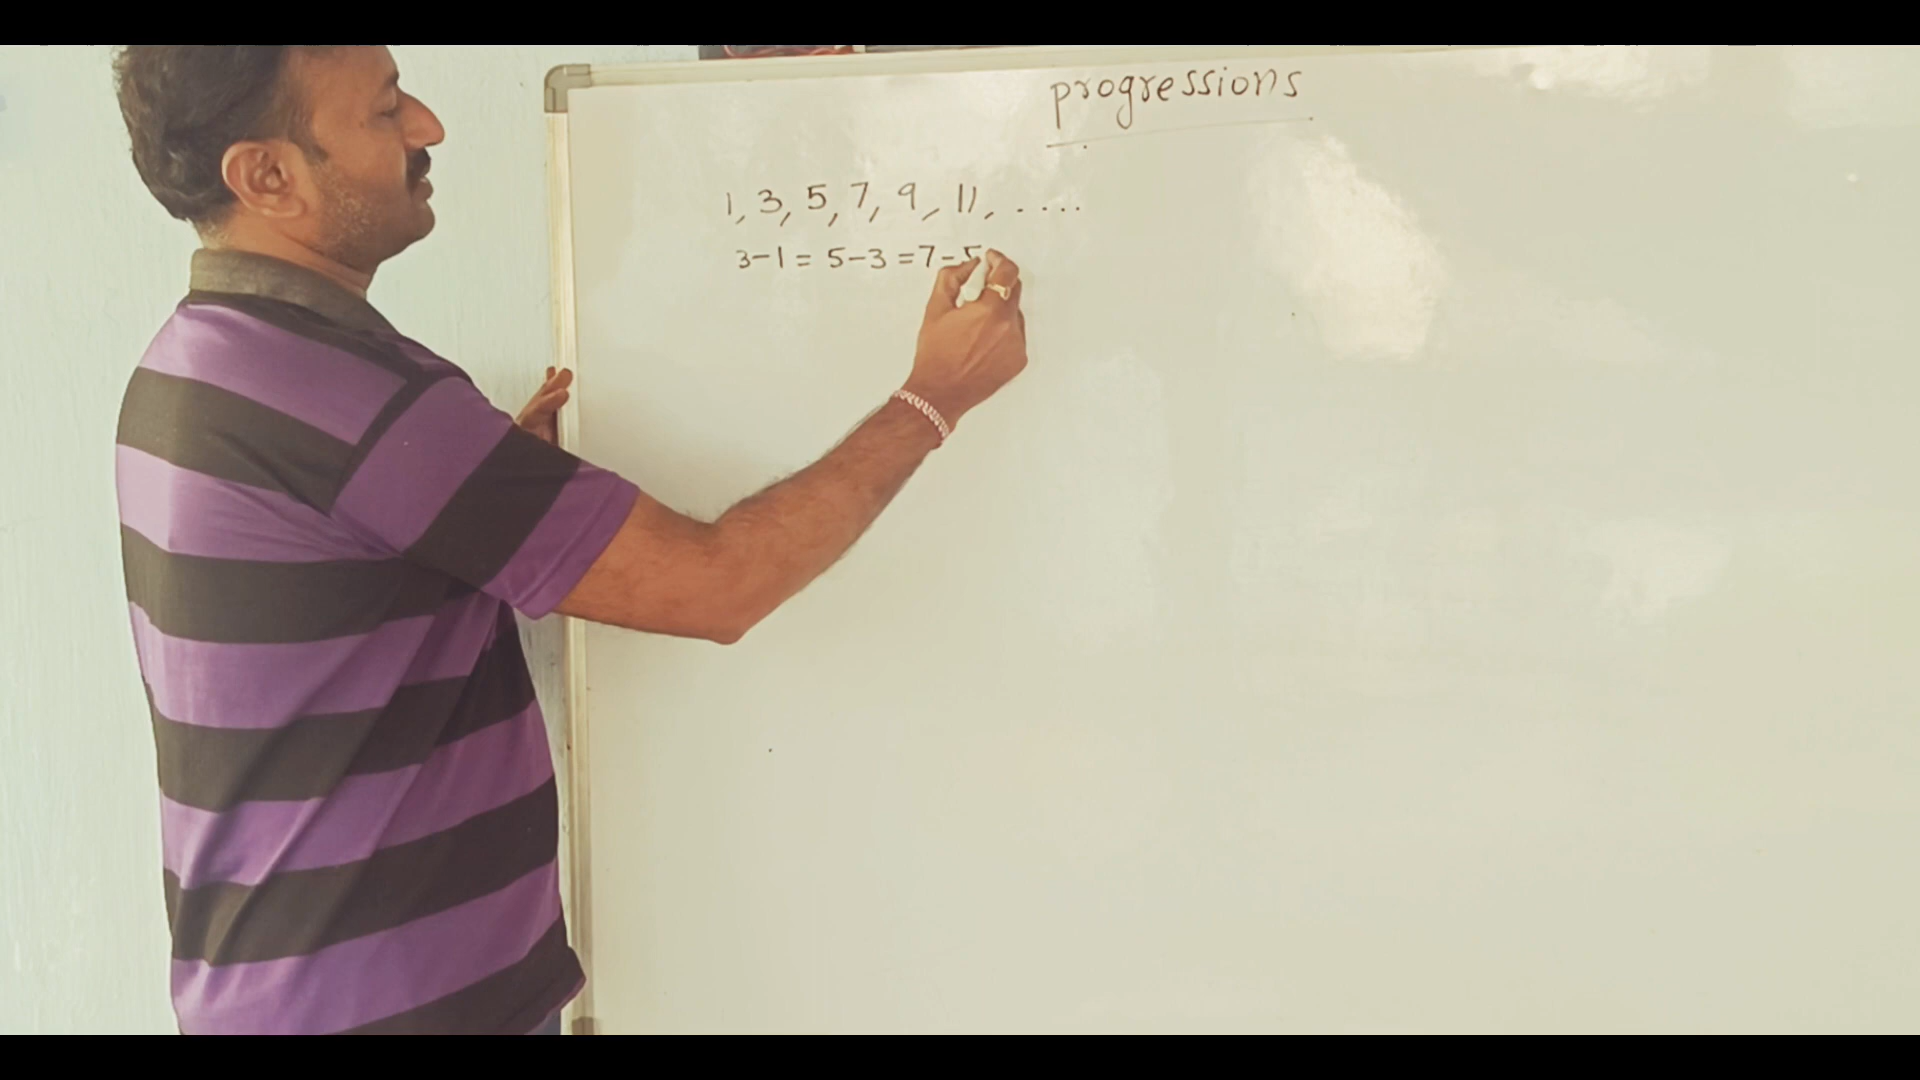 progressions
1, 3, 5, 7, 9, 11, ....
3-1 = 5-3 = 7-5